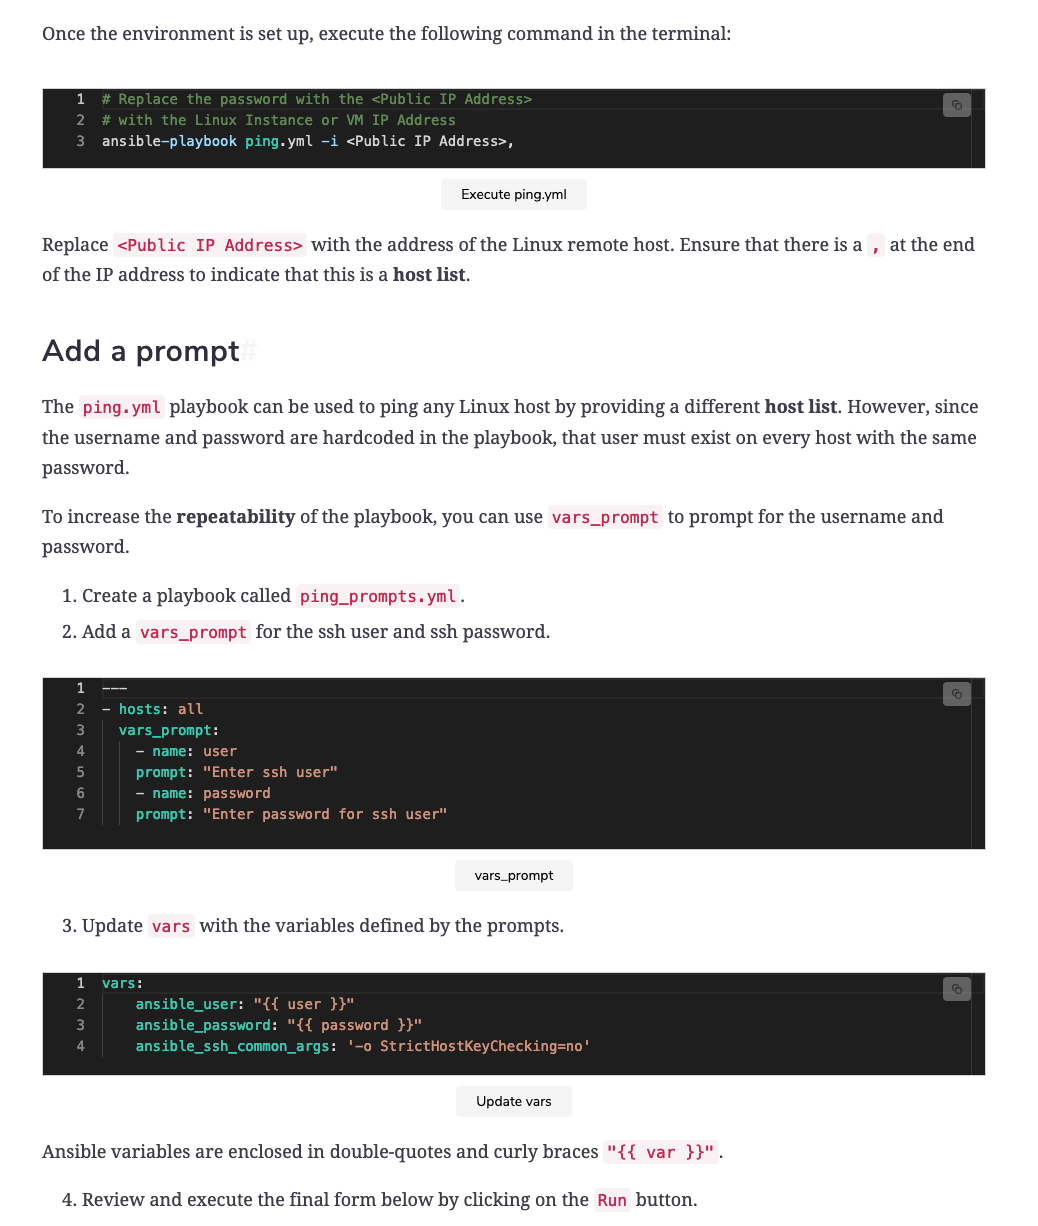 Once the environment is set up, execute the following command in the terminal:
1 # Replace the password with the <Public IP Address>
2 # with the Linux Instance or VM IP Address
3 ansible-playbook ping.yml -i <Public IP Address>,
Execute ping.yml
Replace <Public IP Address> with the address of the Linux remote host. Ensure that there is a , at the end
of the IP address to indicate that this is a host list.
Add a prompt#
The ping.yml playbook can be used to ping any Linux host by providing a different host list. However, since
the username and password are hardcoded in the playbook, that user must exist on every host with the same
password.
To increase the repeatability of the playbook, you can use vars_prompt to prompt for the username and
password.
1. Create a playbook called ping_prompts.yml.
2. Add a vars_prompt for the ssh user and ssh password.
1 ---
2 - hosts: all
3   vars_prompt:
4     - name: user
5     prompt: "Enter ssh user"
6     - name: password
7     prompt: "Enter password for ssh user"
vars_prompt
3. Update vars with the variables defined by the prompts.
1 vars:
2     ansible_user: "{{ user }}"
3     ansible_password: "{{ password }}"
4     ansible_ssh_common_args: '-o StrictHostKeyChecking=no'
Update vars
Ansible variables are enclosed in double-quotes and curly braces "{{ var }}".
4. Review and execute the final form below by clicking on the Run button.